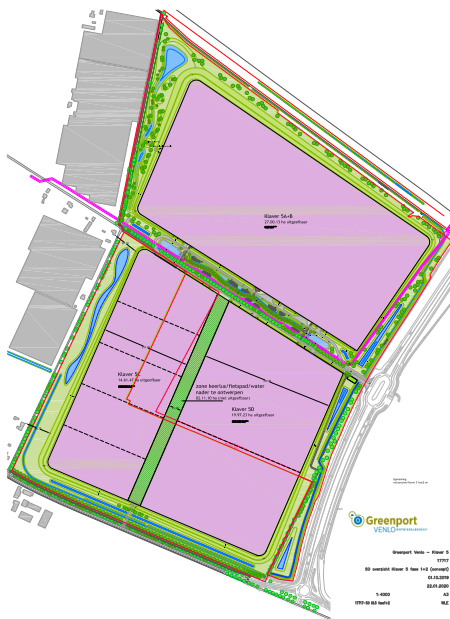 Klaver 5A+B
27.00.13 ha uitgeefbaar
Klaver 5C
14.61.47 ha uitgeefbaar
zone keerlus/fietspad/water
nader te ontwerpen
Klaver 5D
19.97.23 ha uitgeefbaar
Greenport
VENLO
Greenport Venlo - Klaver 5
17717
SO overzicht Klaver 5 fase 1+2 (concept)
01.10.2019
22.01.2020
1:4000 A3